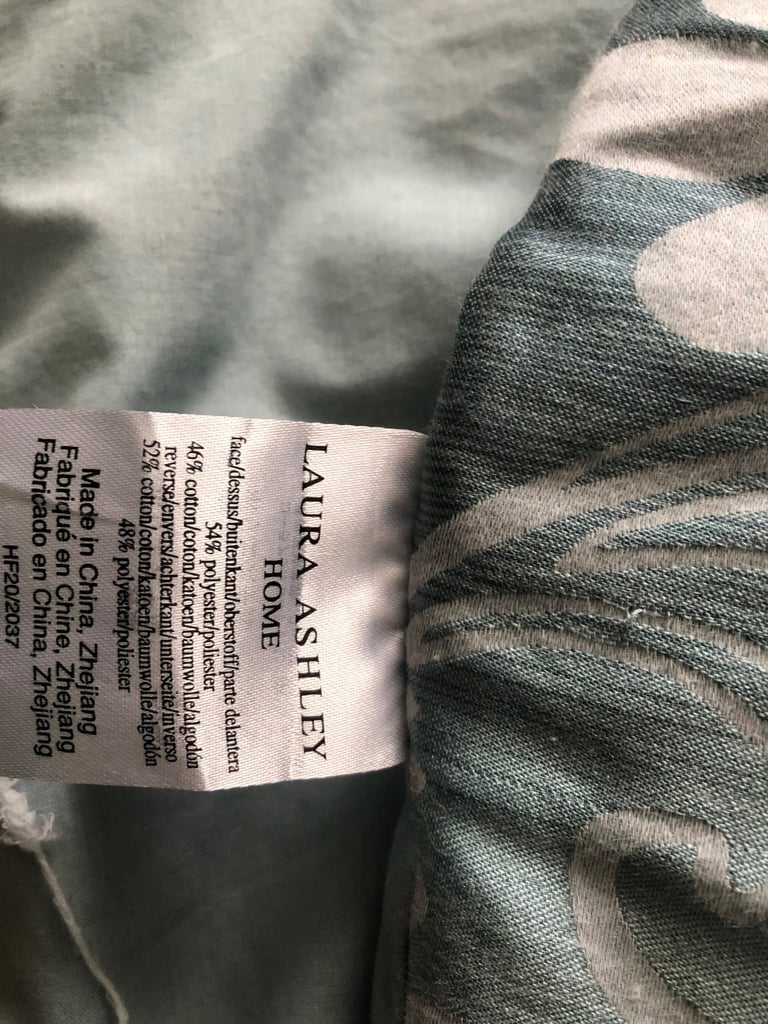 LAURA ASHLEY
HOME
face/dessus/buitenkant/oberstoff/parte delantera
46% cotton/coton/katoen/baumwolle/algodón
54% polyester/poliester
reverse/envers/achterkant/unterseite/inverso
52% cotton/coton/katoen/baumwolle/algodón
48% polyester/poliester
Made in China, Zhejiang
Fabriqué en Chine, Zhejiang
Fabricado en China, Zhejiang
HF20/2037